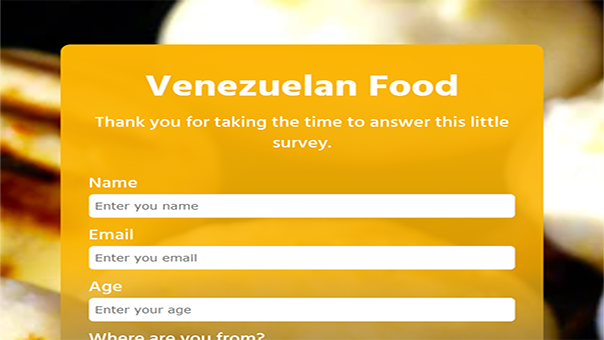 Venezuelan Food
Thank you for taking the time to answer this little
survey.
Name
Enter you name
Email
Enter you email
Age
Enter your age
Where are you from?